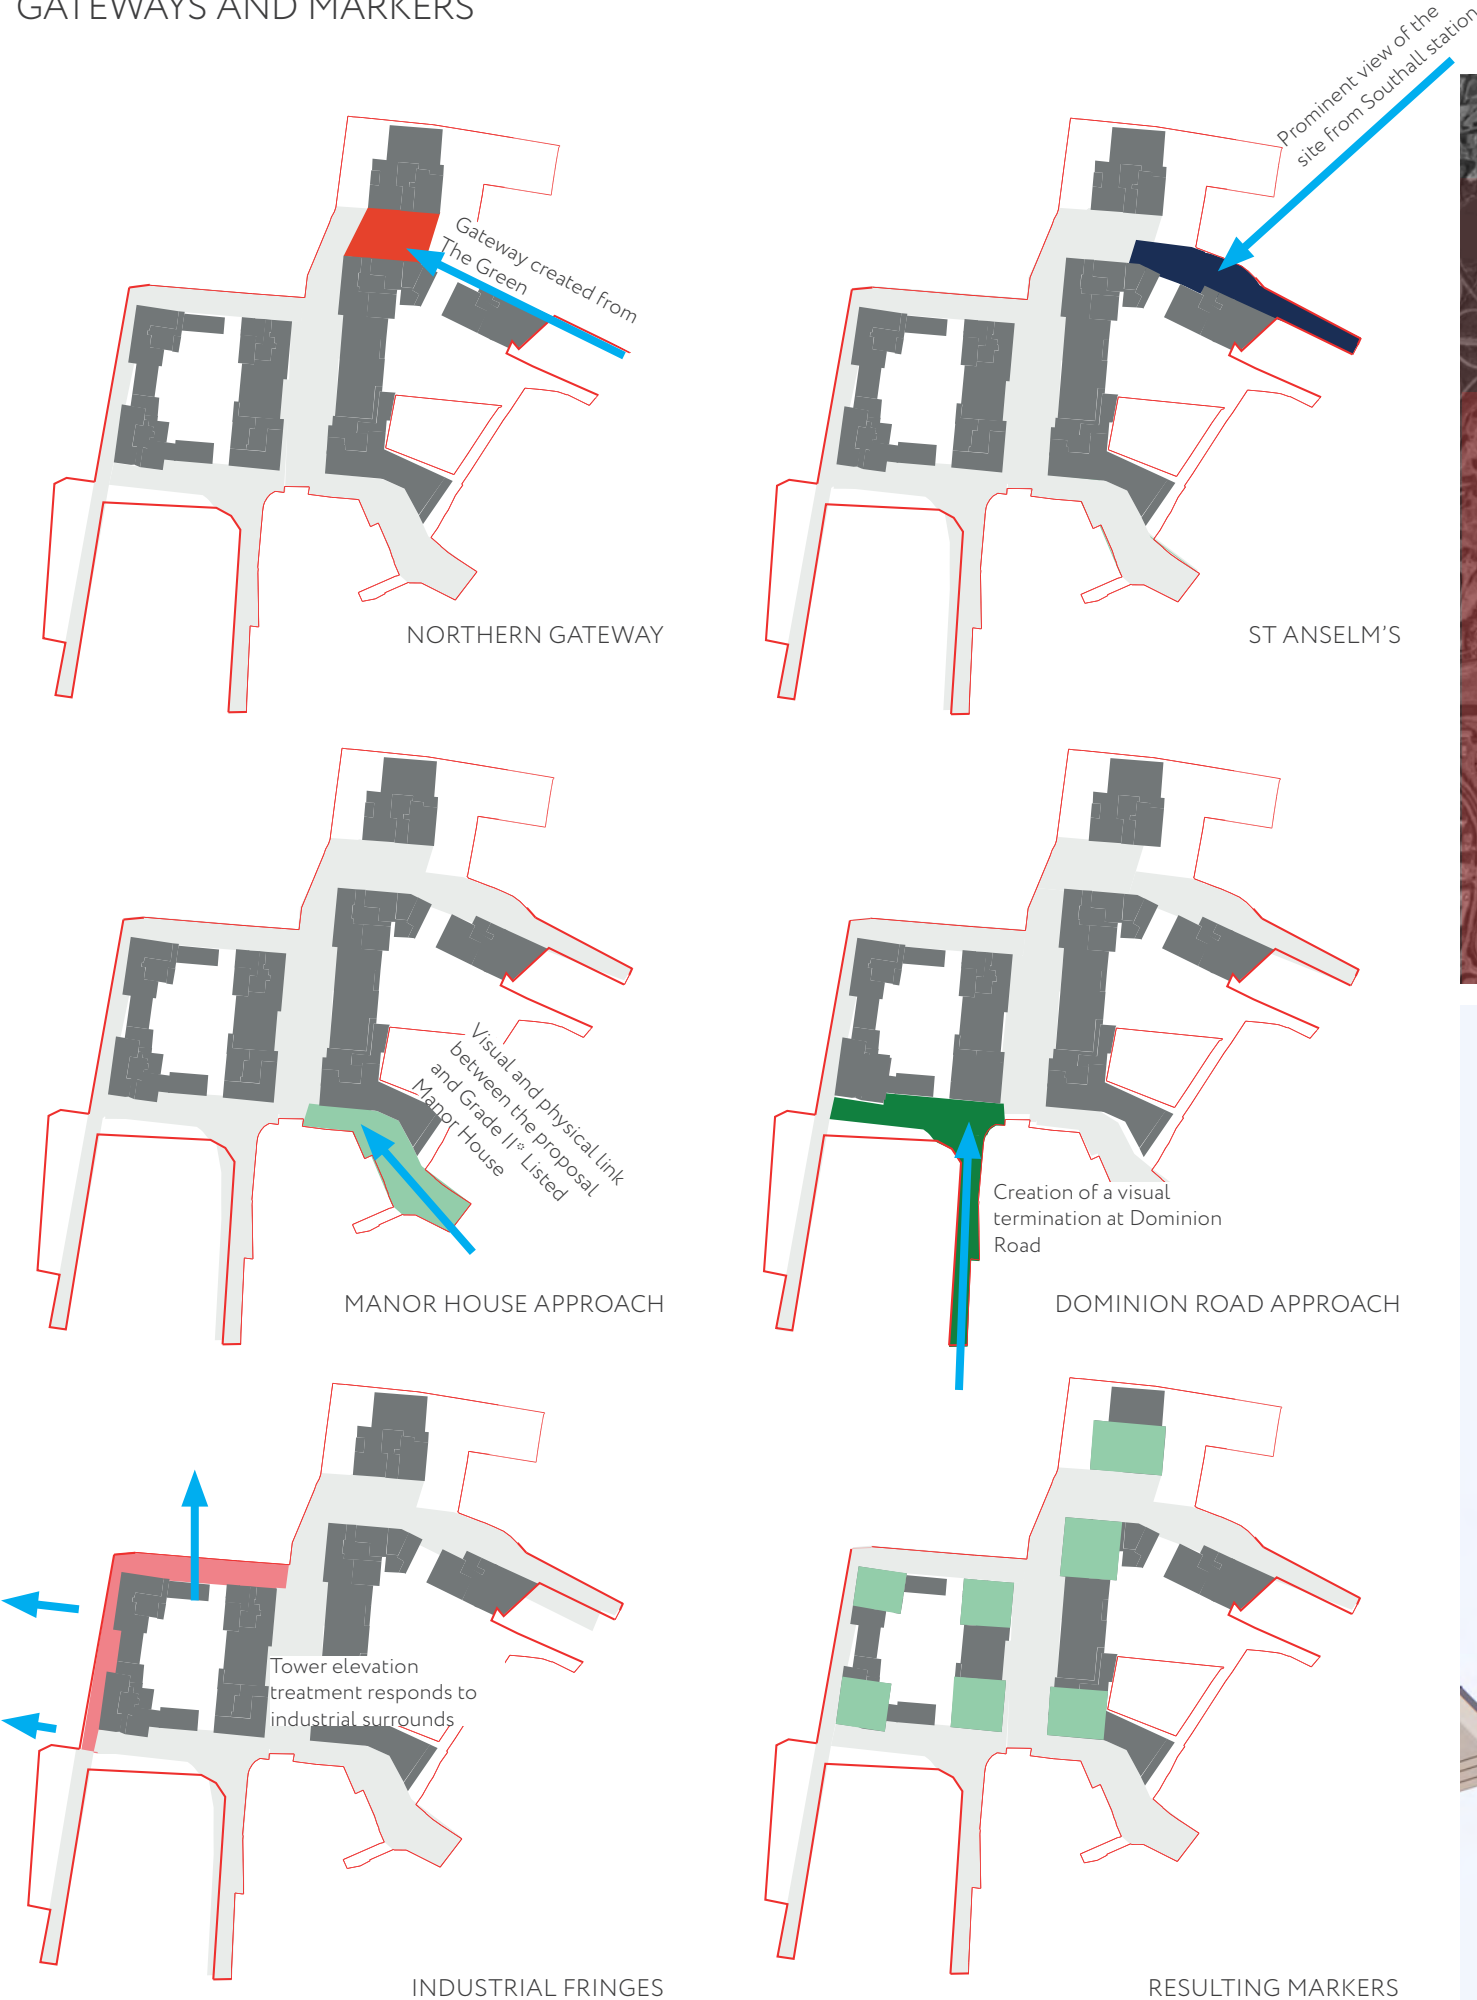 GATEWAYS AND MARKERS
Prominent view of the
site from Southall station
Gateway created from
The Green
NORTHERN GATEWAY
ST ANSELM'S
Visual and physical link
between the proposal
and Grade II* Listed
Manor House
MANOR HOUSE APPROACH
Creation of a visual
termination at Dominion
Road
DOMINION ROAD APPROACH
Tower elevation
treatment responds to
industrial surrounds
INDUSTRIAL FRINGES
RESULTING MARKERS